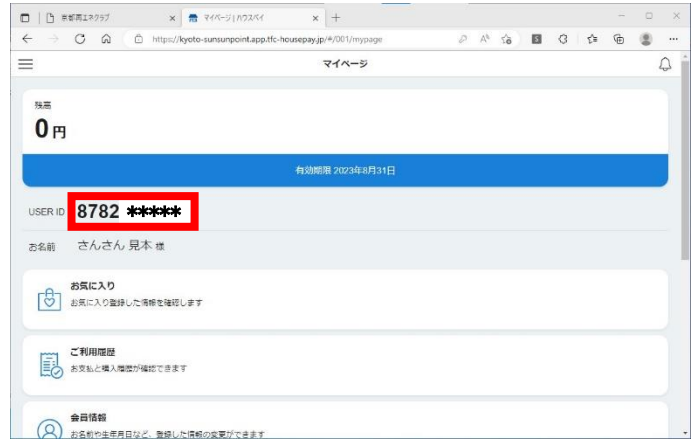 京都再エネクラブ
マイページ | ハウスペイ
https://kyoto-sunsunpoint.app.tfc-housepay.jp/#/001/mypage
マイページ
残高
0 円
有効期限 2023年8月31日
USER ID 8782 *****
お名前 さんさん 見本 様
お気に入り
お気に入り登録した情報を確認します
ご利用履歴
お支払と購入履歴が確認できます
会員情報
お名前や生年月日など、登録した情報の変更ができます